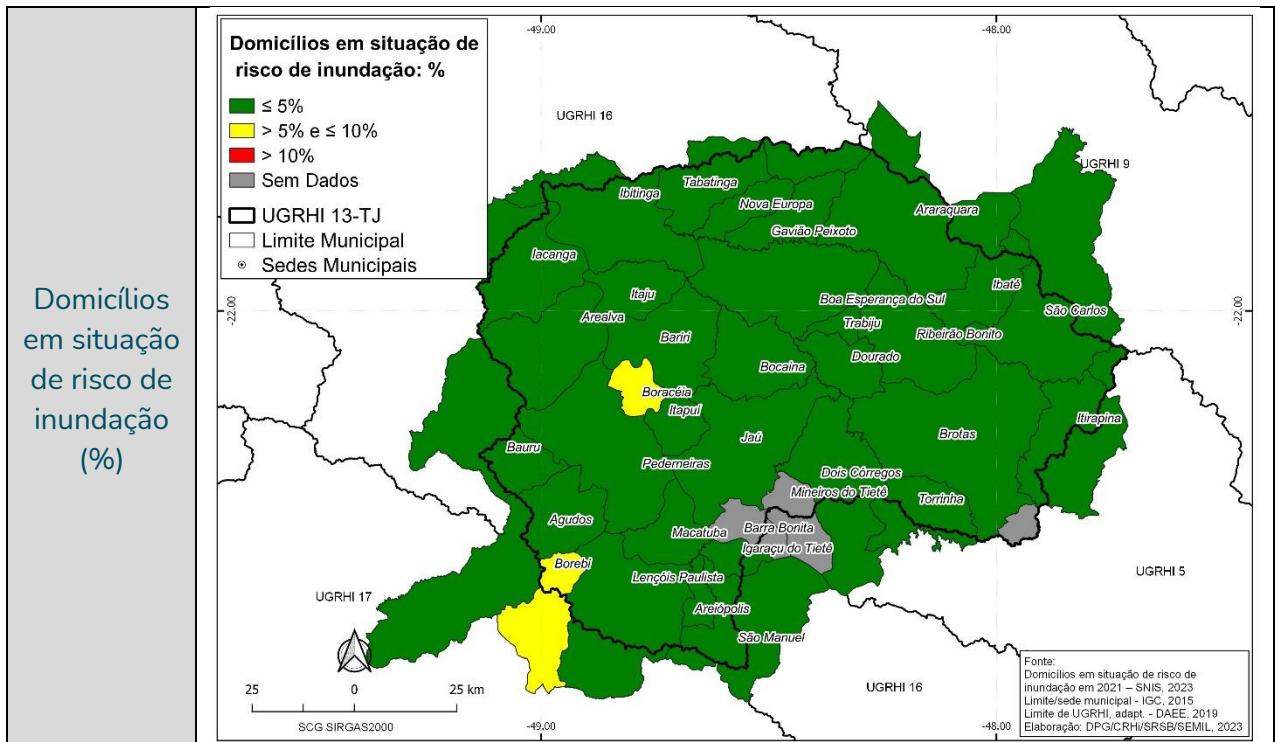 Domicílios
em situação
de risco de
inundação
(%)
Domicílios em situação de
risco de inundação: %
≤ 5%
> 5% e ≤ 10%
> 10%
Sem Dados
UGRHI 13-TJ
Limite Municipal
Sedes Municipais
-49.00
-48.00
UGRHI 16
UGRHI 9
Ibitinga
Tabatinga
Nova Europa
Araraquara
Gavião Peixoto
Iacanga
Ibaté
Itaju
Boa Esperança do Sul
-22.00
-22.00
Arealva
São Carlos
Trabiju
Ribeirão Bonito
Bariri
Dourado
Bocaina
Boracéia
Itapuí
Itirapina
Jaú
Brotas
Bauru
Pederneiras
Dois Córregos
Mineiros do Tietê
Torrinha
Agudos
Macatuba
Barra Bonita
Igaraçu do Tietê
Borebi
Lençóis Paulista
UGRHI 5
UGRHI 17
Areiópolis
São Manuel
UGRHI 16
25 0 25 km
SCG SIRGAS2000
-49.00
-48.00
Fonte:
Domicílios em situação de risco de
inundação em 2021 – SNIS, 2023
Limite/sede municipal - IGC, 2015
Limite de UGRHI, adapt. - DAEE, 2019
Elaboração: DPG/CRHi/SRSB/SEMIL, 2023